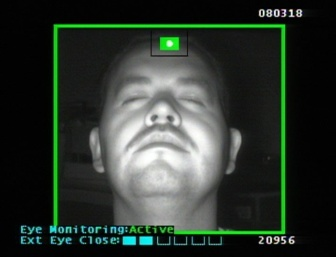 080318
Eye Monitoring:Active
Ext Eye Close:
20956